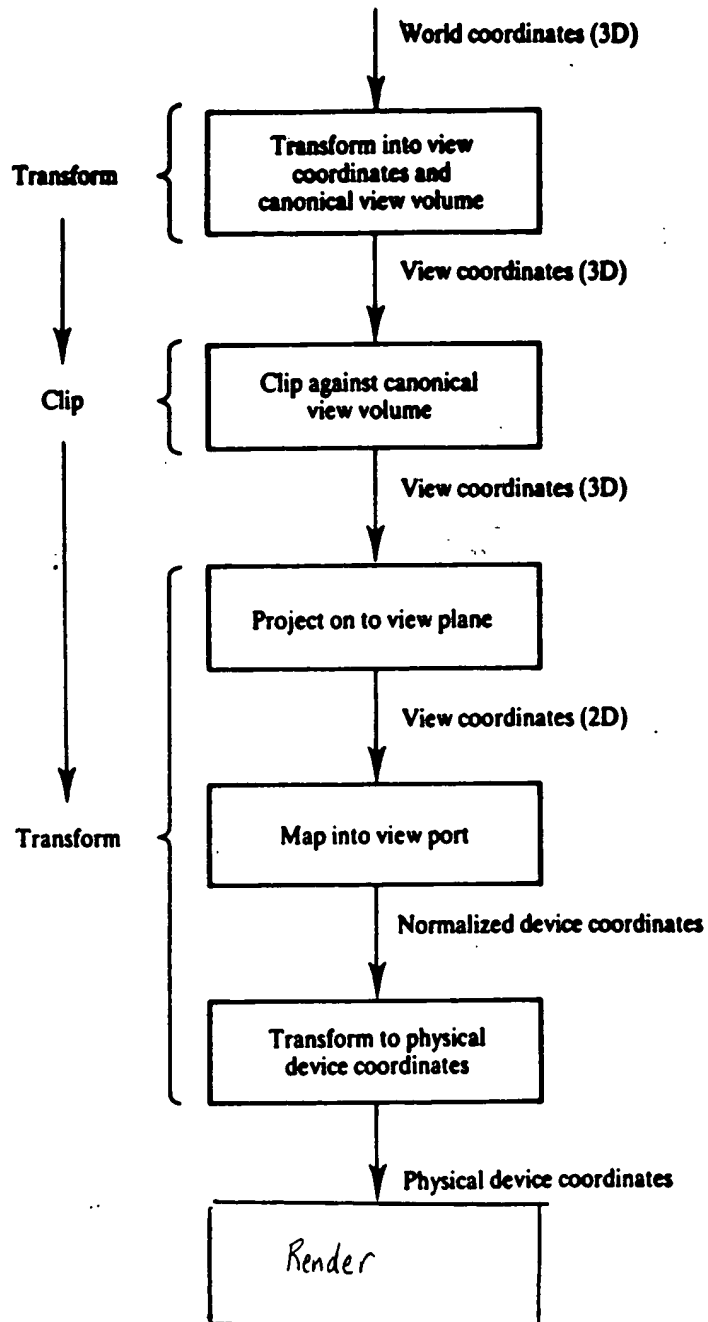 World coordinates (3D)
Transform
Transform into view
coordinates and
canonical view volume
View coordinates (3D)
Clip
Clip against canonical
view volume
View coordinates (3D)
Project on to view plane
View coordinates (2D)
Transform
Map into view port
Normalized device coordinates
Transform to physical
device coordinates
Physical device coordinates
Render